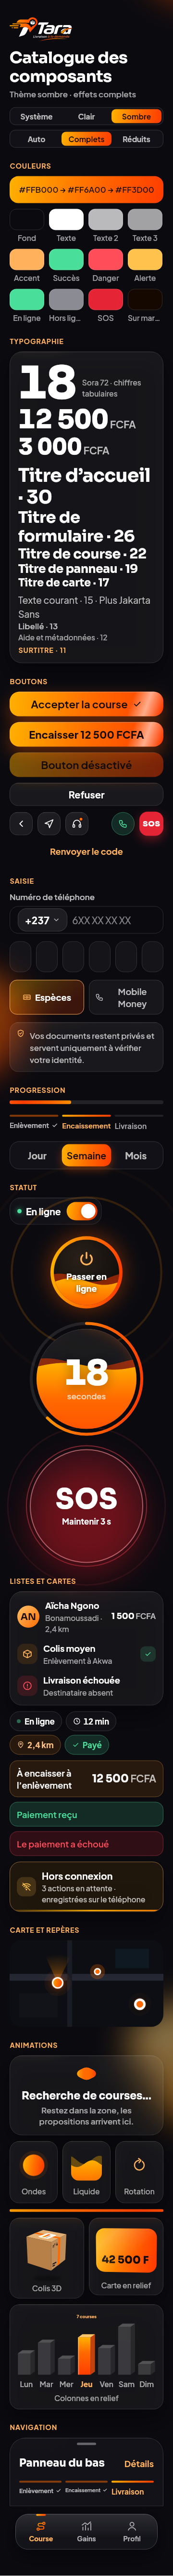 Tara
Catalogue des
composants
Thème sombre · effets complets
Système Clair Sombre
Auto Complets Réduits
COULEURS
#FFB000 → #FF6A00 → #FF3D00
Fond Texte Texte 2 Texte 3
Accent Succès Danger Alerte
En ligne Hors lig... SOS Sur mar...
TYPOGRAPHIE
18 Sora 72 · chiffres
tabulaires
12 500 FCFA
3 000 FCFA
Titre d’accueil
· 30
Titre de
formulaire · 26
Titre de course · 22
Titre de panneau · 19
Titre de carte · 17
Texte courant · 15 · Plus Jakarta
Sans
Libellé · 13
Aide et métadonnées · 12
SURTITRE · 11
BOUTONS
Accepter la course
Encaisser 12 500 FCFA
Bouton désactivé
Refuser
SOS
Renvoyer le code
SAISIE
Numéro de téléphone
+237 6XX XX XX XX
Espèces
Mobile
Money
Vos documents restent privés et
servent uniquement à vérifier
votre identité.
PROGRESSION
Enlèvement Encaissement Livraison
Jour Semaine Mois
STATUT
En ligne
Passer en
ligne
18
secondes
SOS
Maintenir 3 s
LISTES ET CARTES
AN
Aïcha Ngono
Bonamoussadi ·
2,4 km
1 500 FCFA
Colis moyen
Enlèvement à Akwa
Livraison échouée
Destinataire absent
En ligne 12 min
2,4 km Payé
À encaisser à
l’enlèvement
12 500 FCFA
Paiement reçu
Le paiement a échoué
Hors connexion
3 actions en attente ·
enregistrées sur le téléphone
CARTE ET REPÈRES
ANIMATIONS
Recherche de courses...
Restez dans la zone, les
propositions arrivent ici.
Ondes Liquide Rotation
42 500 F
Colis 3D Carte en relief
7 courses
Lun Mar Mer Jeu Ven Sam Dim
Colonnes en relief
NAVIGATION
Panneau du bas Détails
Enlèvement Encaissement Livraison
Course Gains Profil